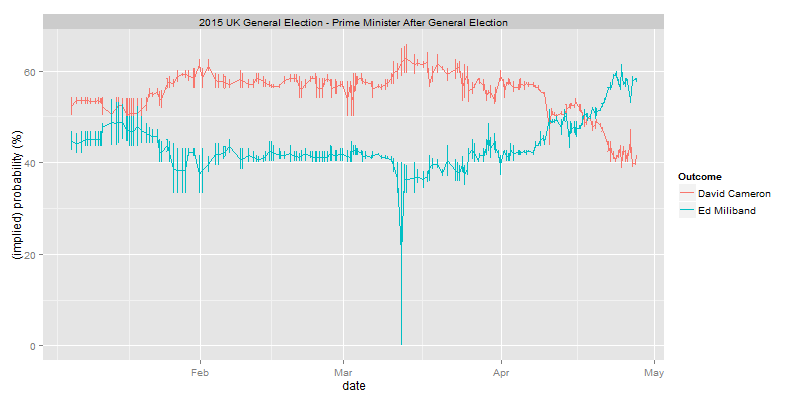 2015 UK General Election - Prime Minister After General Election
(implied) probability (%)
60
40
20
0
Feb
Mar
Apr
May
date
Outcome
David Cameron
Ed Miliband